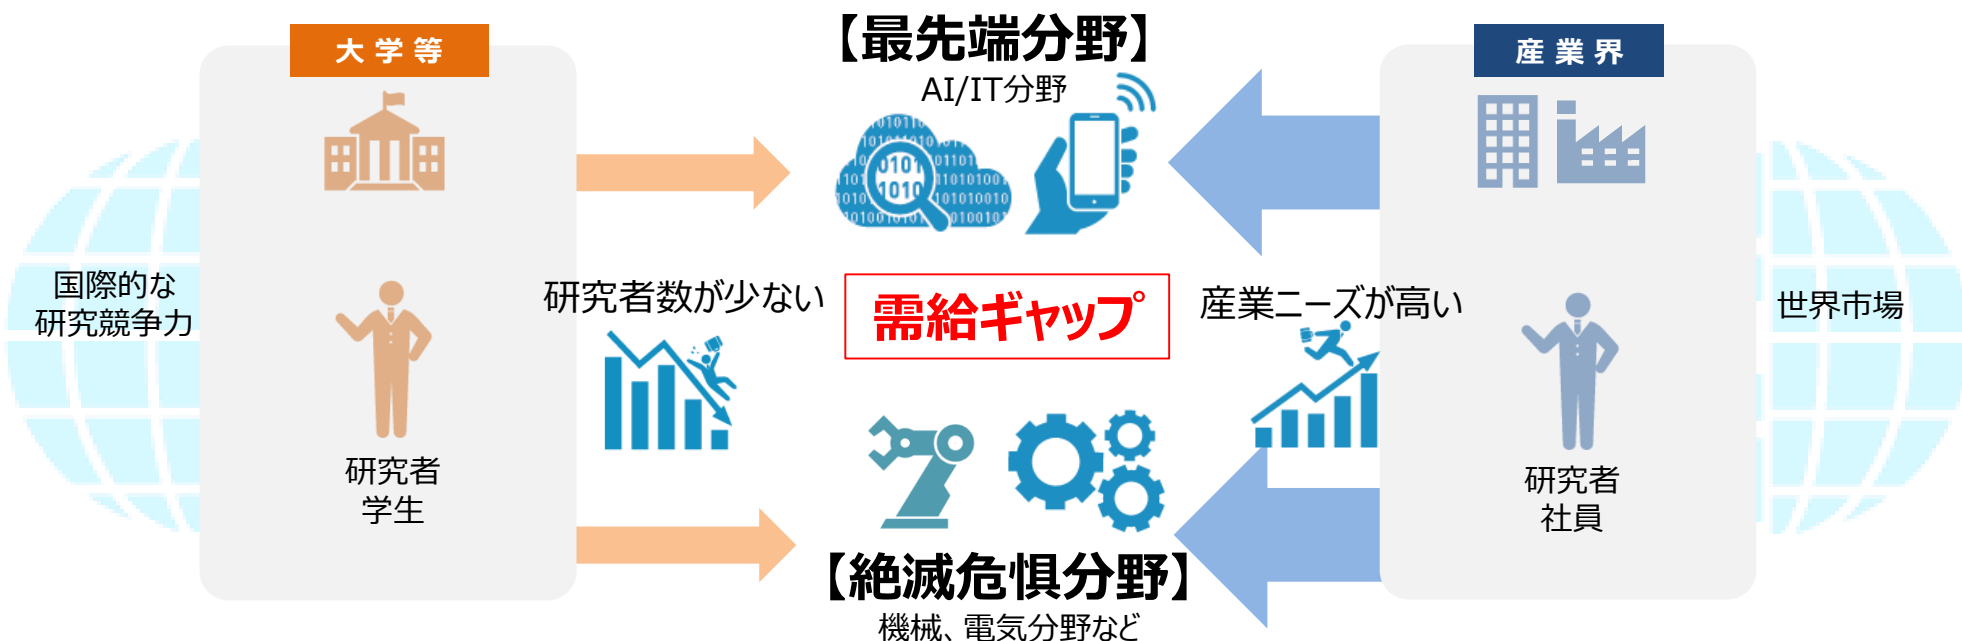 大学等
【最先端分野】
AI/IT分野
産業界
国際的な
研究競争力
研究者数が少ない
需給ギャップ
産業ニーズが高い
世界市場
研究者
学生
研究者
社員
【絶滅危惧分野】
機械、電気分野など